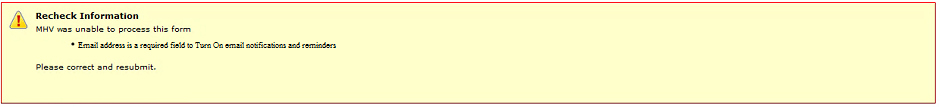 Recheck Information
MHV was unable to process this form
* Email address is a required field to Turn On email notifications and reminders
Please correct and resubmit.